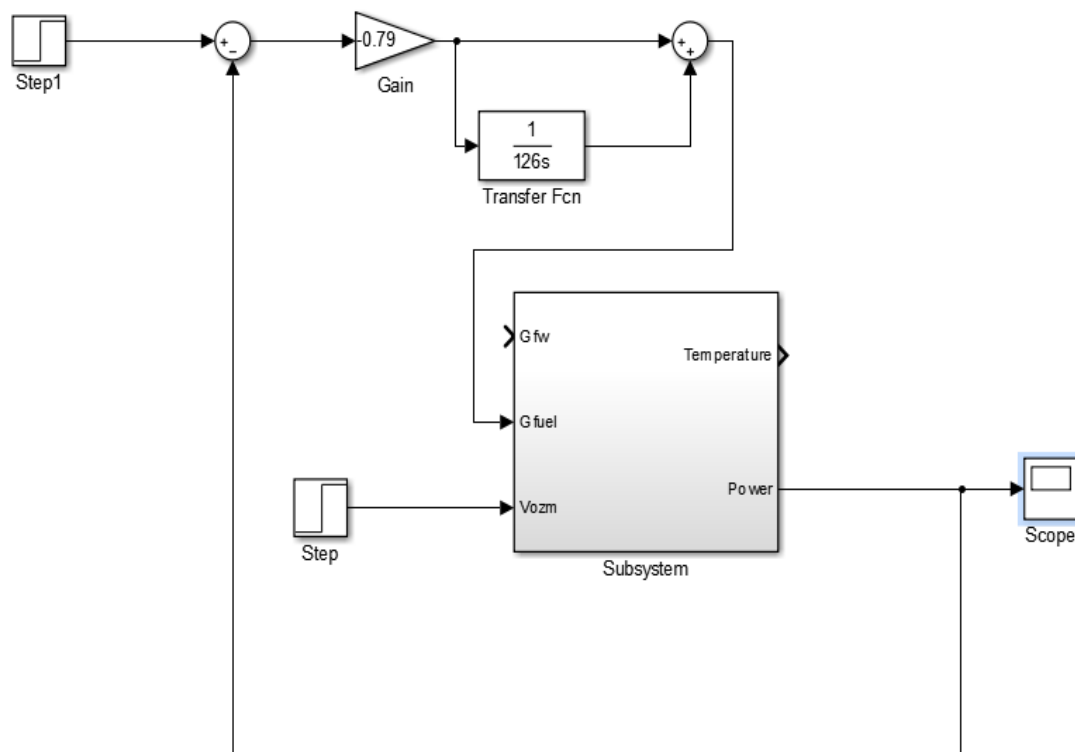 Step1
+
−
-0.79
Gain
+
+
1
126s
Transfer Fcn
Gfw
Temperature
Gfuel
Vozm
Power
Step
Subsystem
Scope